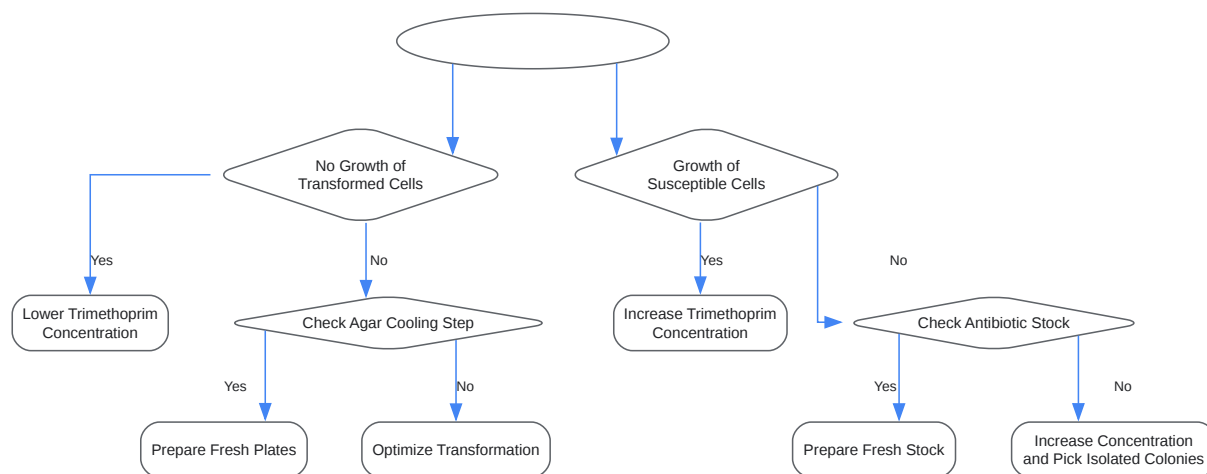 No Growth of
Transformed Cells
Growth of
Susceptible Cells
Yes
No
Yes
No
Lower Trimethoprim
Concentration
Check Agar Cooling Step
Increase Trimethoprim
Concentration
Check Antibiotic Stock
Yes
No
Yes
No
Prepare Fresh Plates
Optimize Transformation
Prepare Fresh Stock
Increase Concentration
and Pick Isolated Colonies